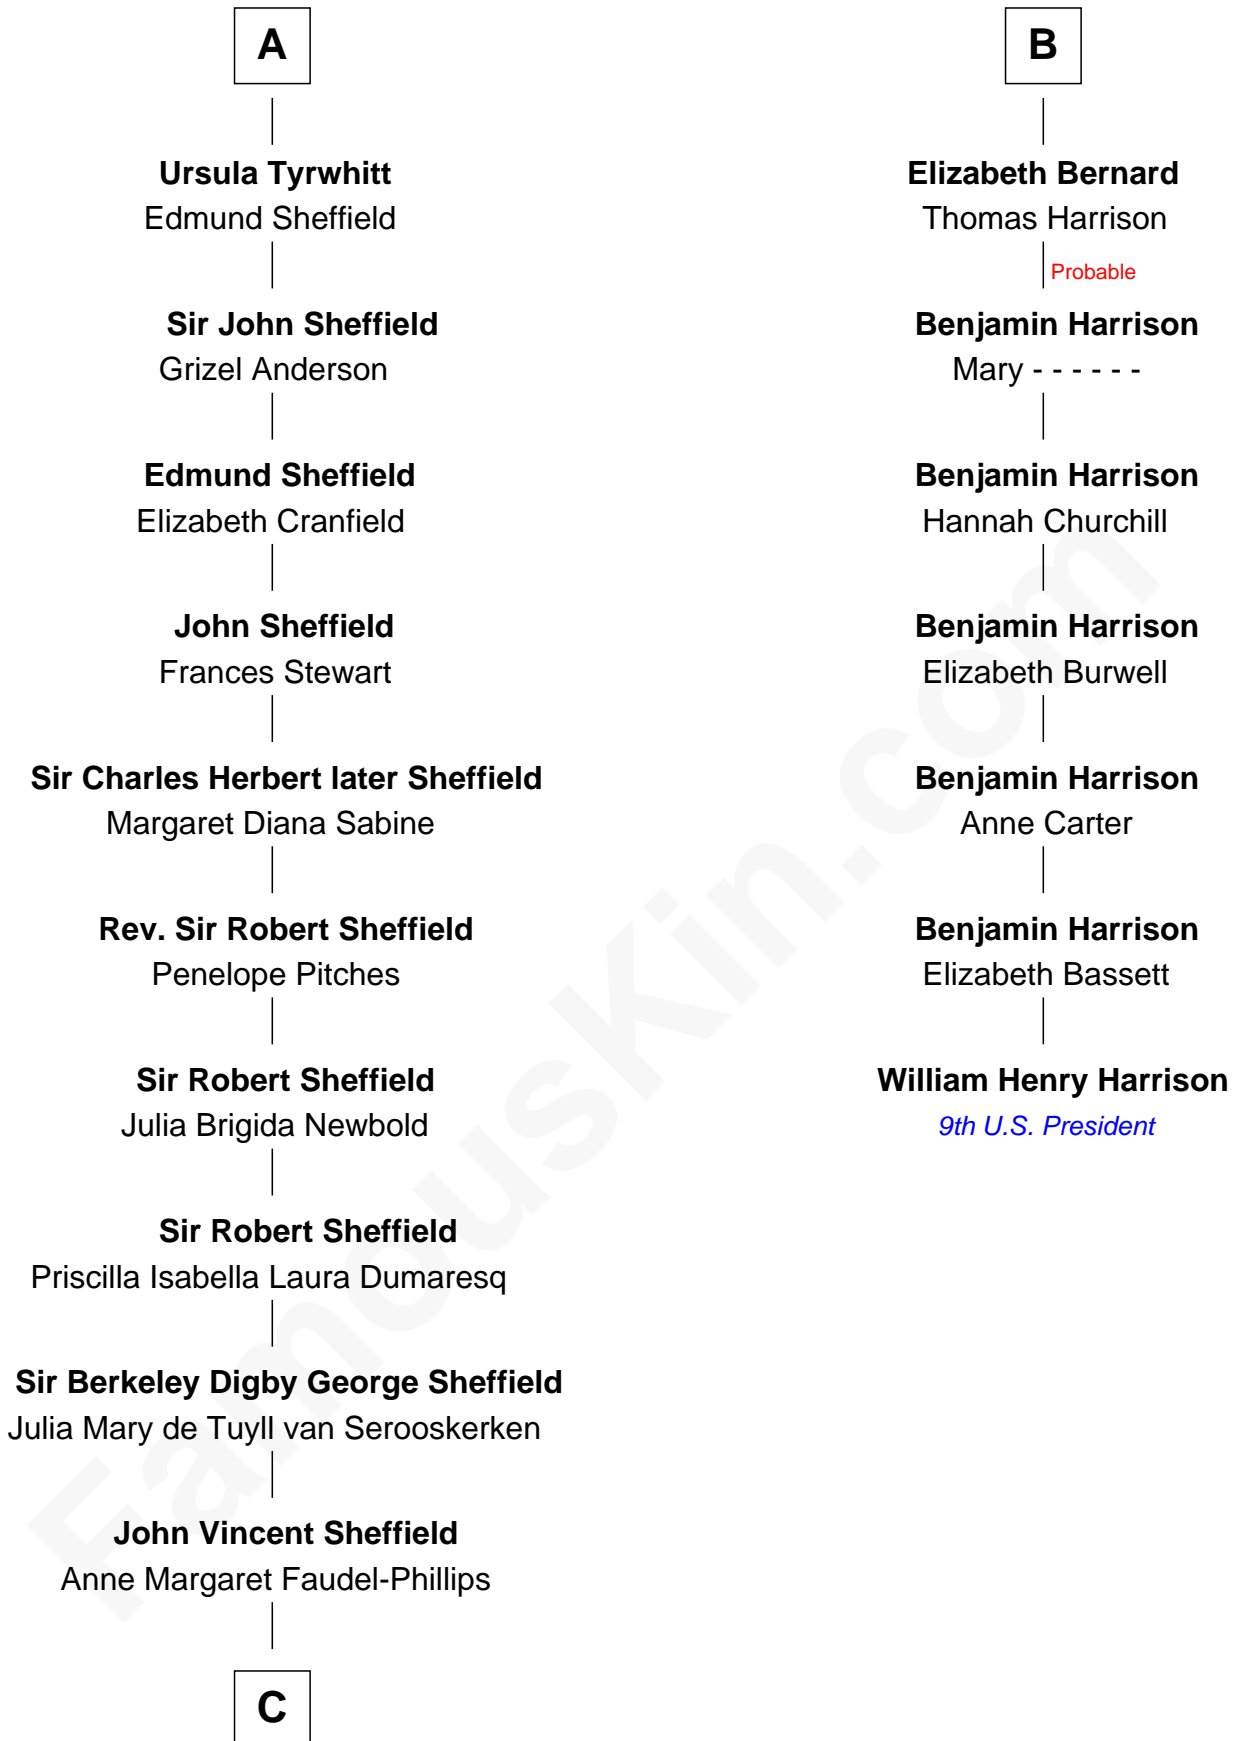 A
Ursula Tyrwhitt
Edmund Sheffield
Sir John Sheffield
Grizel Anderson
Edmund Sheffield
Elizabeth Cranfield
John Sheffield
Frances Stewart
Sir Charles Herbert later Sheffield
Margaret Diana Sabine
Rev. Sir Robert Sheffield
Penelope Pitches
Sir Robert Sheffield
Julia Brigida Newbold
Sir Robert Sheffield
Priscilla Isabella Laura Dumaresq
Sir Berkeley Digby George Sheffield
Julia Mary de Tuyll van Serooskerken
John Vincent Sheffield
Anne Margaret Faudel-Phillips
C
B
Elizabeth Bernard
Thomas Harrison
Probable
Benjamin Harrison
Mary - - - - - -
Benjamin Harrison
Hannah Churchill
Benjamin Harrison
Elizabeth Burwell
Benjamin Harrison
Anne Carter
Benjamin Harrison
Elizabeth Bassett
William Henry Harrison
9th U.S. President
FamousKin.com